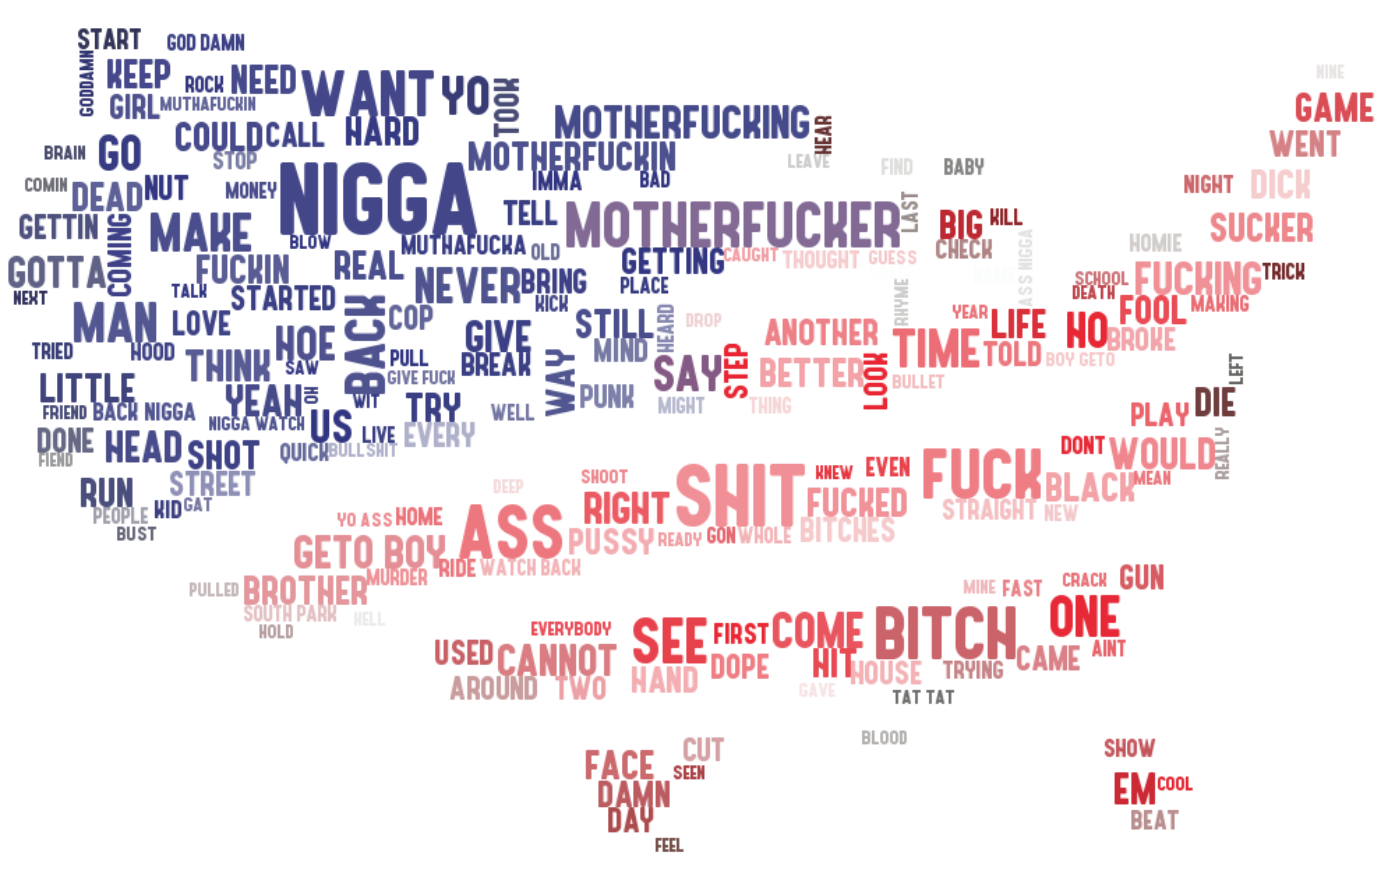 START
GOD DAMN
GODDAMN
KEEP
ROCK
NEED
WANT
YO
TOOK
GIRL
MUTHAFUCKIN
COULD
CALL
HARD
MOTHERFUCKING
HEAR
NINE
GAME
WENT
BRAIN
GO
STOP
MOTHERFUCKIN
LEAVE
FIND
BABY
COMIN
DEAD
NUT
MONEY
NIGGA
IMMA
BAD
NIGHT
DICK
GETTIN
COMING
MAKE
BLOW
TELL
MOTHERFUCKER
LAST
BIG
KILL
SUCKER
MUTHAFUCKA
OLD
GETTING
CAUGHT
THOUGHT
GUESS
CHECK
HOMIE
GOTTA
FUCKIN
REAL
NEVER
BRING
PLACE
ASS NIGGA
SCHOOL
FUCKING
TRICK
NEXT
TALK
STARTED
BACK
COP
KICK
RHYME
DEATH
MAN
LOVE
HOE
GIVE
STILL
HEARD
DROP
ANOTHER
YEAR
LIFE
HO
FOOL
MAKING
TRIED
HOOD
THINK
SAW
PULL
BREAK
WAY
MIND
SAY
STEP
BETTER
LOOK
TIME
TOLD
BOY GETO
BROKE
GIVE FUCK
BULLET
LITTLE
YEAH
OH
WIT
TRY
WELL
PUNK
MIGHT
THING
PLAY
DIE
LEFT
FRIEND
BACK NIGGA
NIGGA WATCH
US
LIVE
EVERY
DONE
HEAD
SHOT
QUICK
BULLSHIT
DONT
WOULD
REALLY
FIEND
STREET
DEEP
SHOOT
SHIT
KNEW
EVEN
FUCK
BLACK
MEAN
RUN
PEOPLE
KID
GAT
BUST
YO ASS
HOME
ASS
RIGHT
FUCKED
STRAIGHT
NEW
GETO BOY
PUSSY
READY
GON
WHOLE
BITCHES
PULLED
BROTHER
MURDER
RIDE
WATCH BACK
MINE
FAST
CRACK
GUN
SOUTH PARK
HELL
HOLD
EVERYBODY
SEE
FIRST
COME
BITCH
ONE
USED
CANNOT
DOPE
HIT
HOUSE
TRYING
CAME
AINT
AROUND
TWO
HAND
GAVE
TAT TAT
BLOOD
FACE
CUT
SEEN
DAMN
DAY
FEEL
SHOW
EM
COOL
BEAT